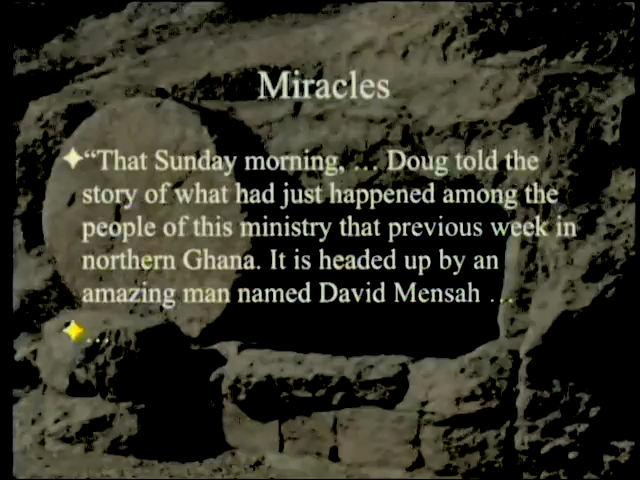 Miracles
“That Sunday morning, … Doug told the
story of what had just happened among the
people of this ministry that previous week in
northern Ghana. It is headed up by an
amazing man named David Mensah …
…